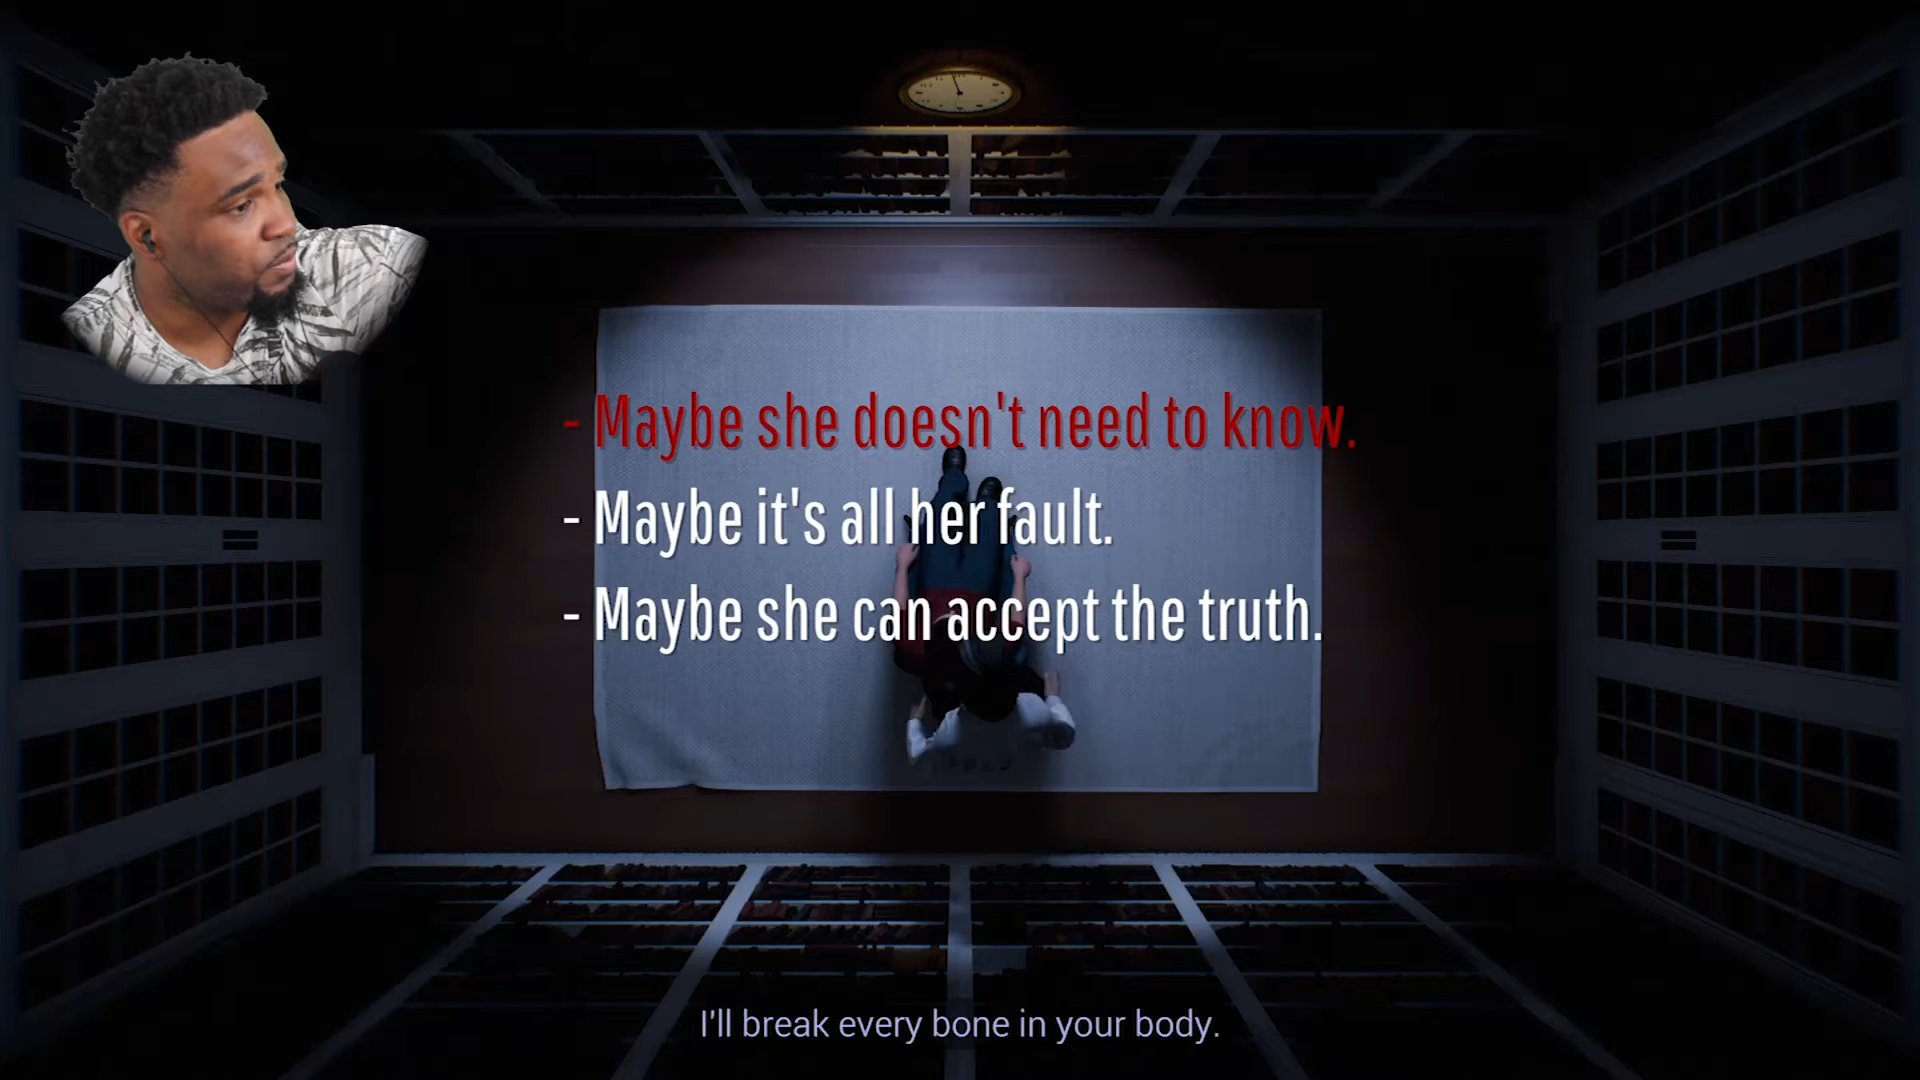 - Maybe she doesn't need to know.
- Maybe it's all her fault.
- Maybe she can accept the truth.
I'll break every bone in your body.